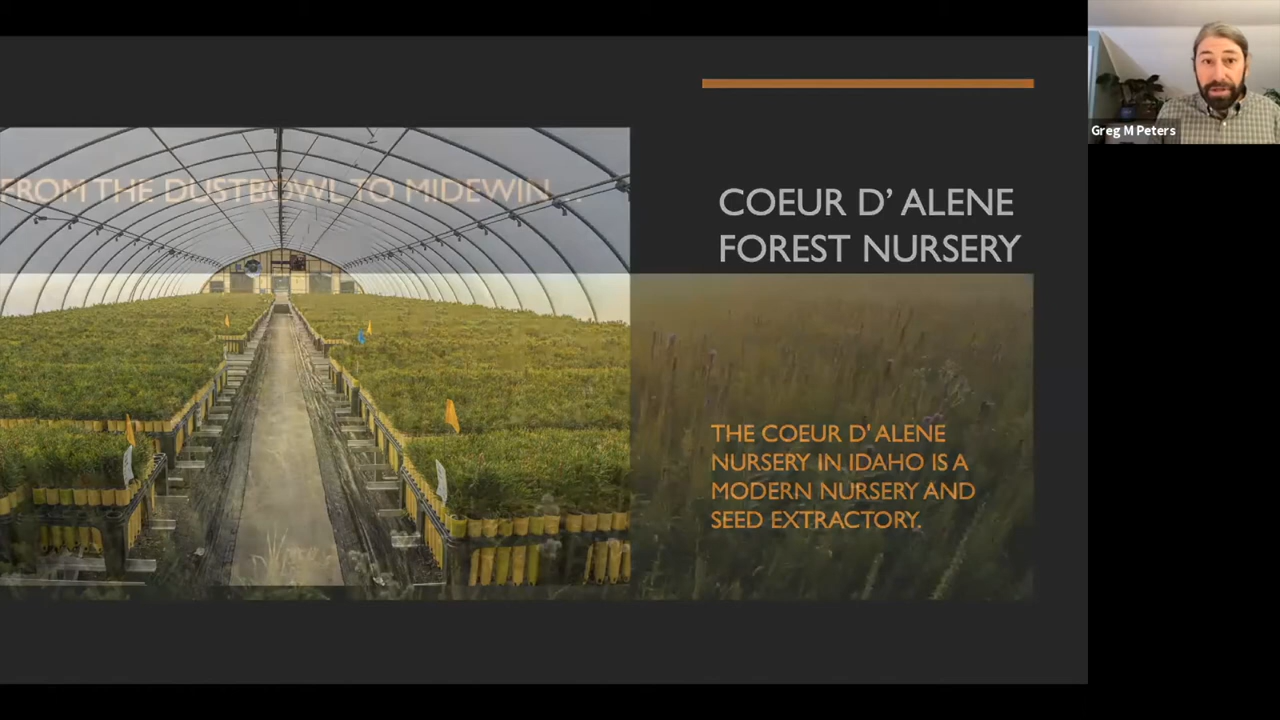 FROM THE DUSTBOWL TO MIDEWIN...
COEUR D' ALENE
FOREST NURSERY
THE COEUR D' ALENE
NURSERY IN IDAHO IS A
MODERN NURSERY AND
SEED EXTRACTORY.
Greg M Peters